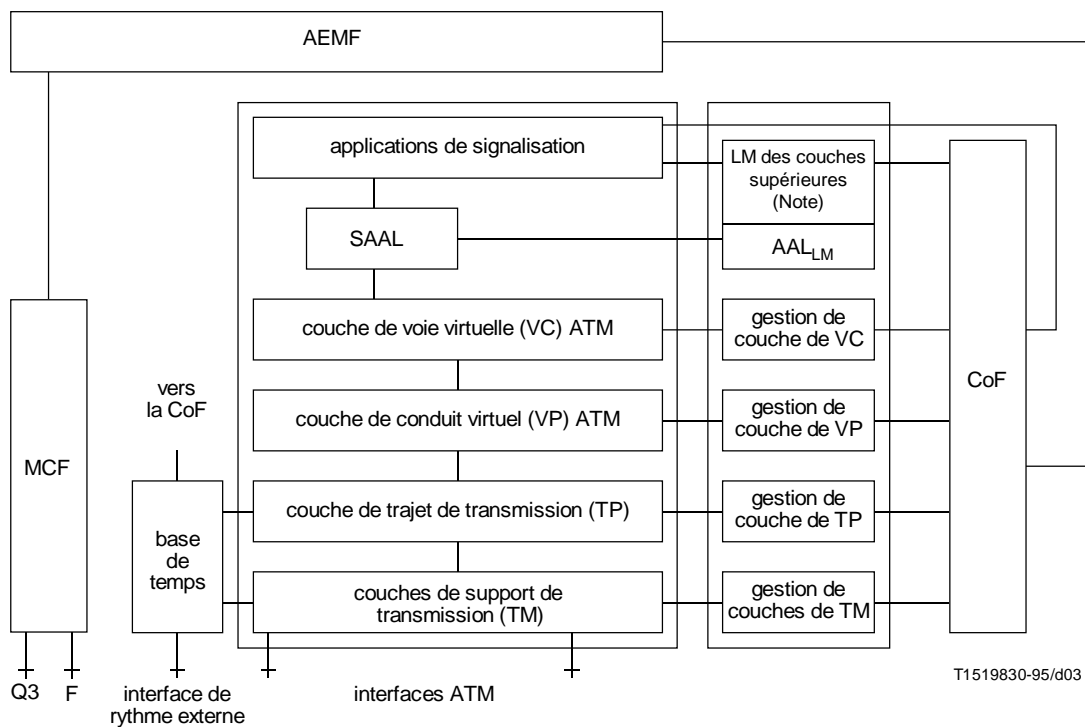 AEMF
applications de signalisation
LM des couches
supérieures
(Note)
SAAL
AAL_LM
couche de voie virtuelle (VC) ATM
gestion de
couche de VC
CoF
vers
la CoF
couche de conduit virtuel (VP) ATM
gestion de
couche de VP
MCF
couche de trajet de transmission (TP)
gestion de
couche de TP
base
de
temps
couches de support de
transmission (TM)
gestion de
couches de TM
Q3
F
interface de
rythme externe
interfaces ATM
T1519830-95/d03